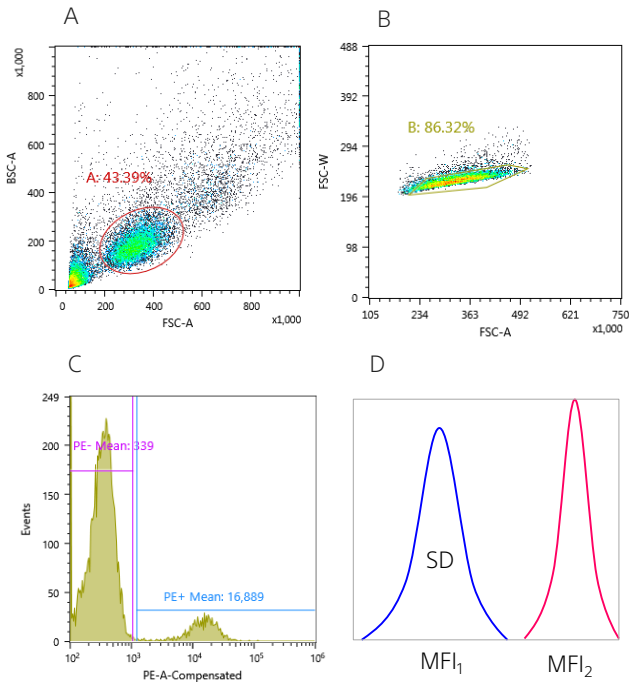 A
x1,000
800
600
400
200
0
BSC-A
A: 43.39%
0 200 400 600 800
x1,000
FSC-A
B
488
392
294
245
196
98
0
FSC-W
B: 86.32%
105 234 363 492 621 750
x1,000
FSC-A
C
249
200
150
100
50
0
Events
PE- Mean: 339
PE+ Mean: 16,889
10² 10³ 10⁴ 10⁵ 10⁶
PE-A-Compensated
D
SD
MFI₁
MFI₂